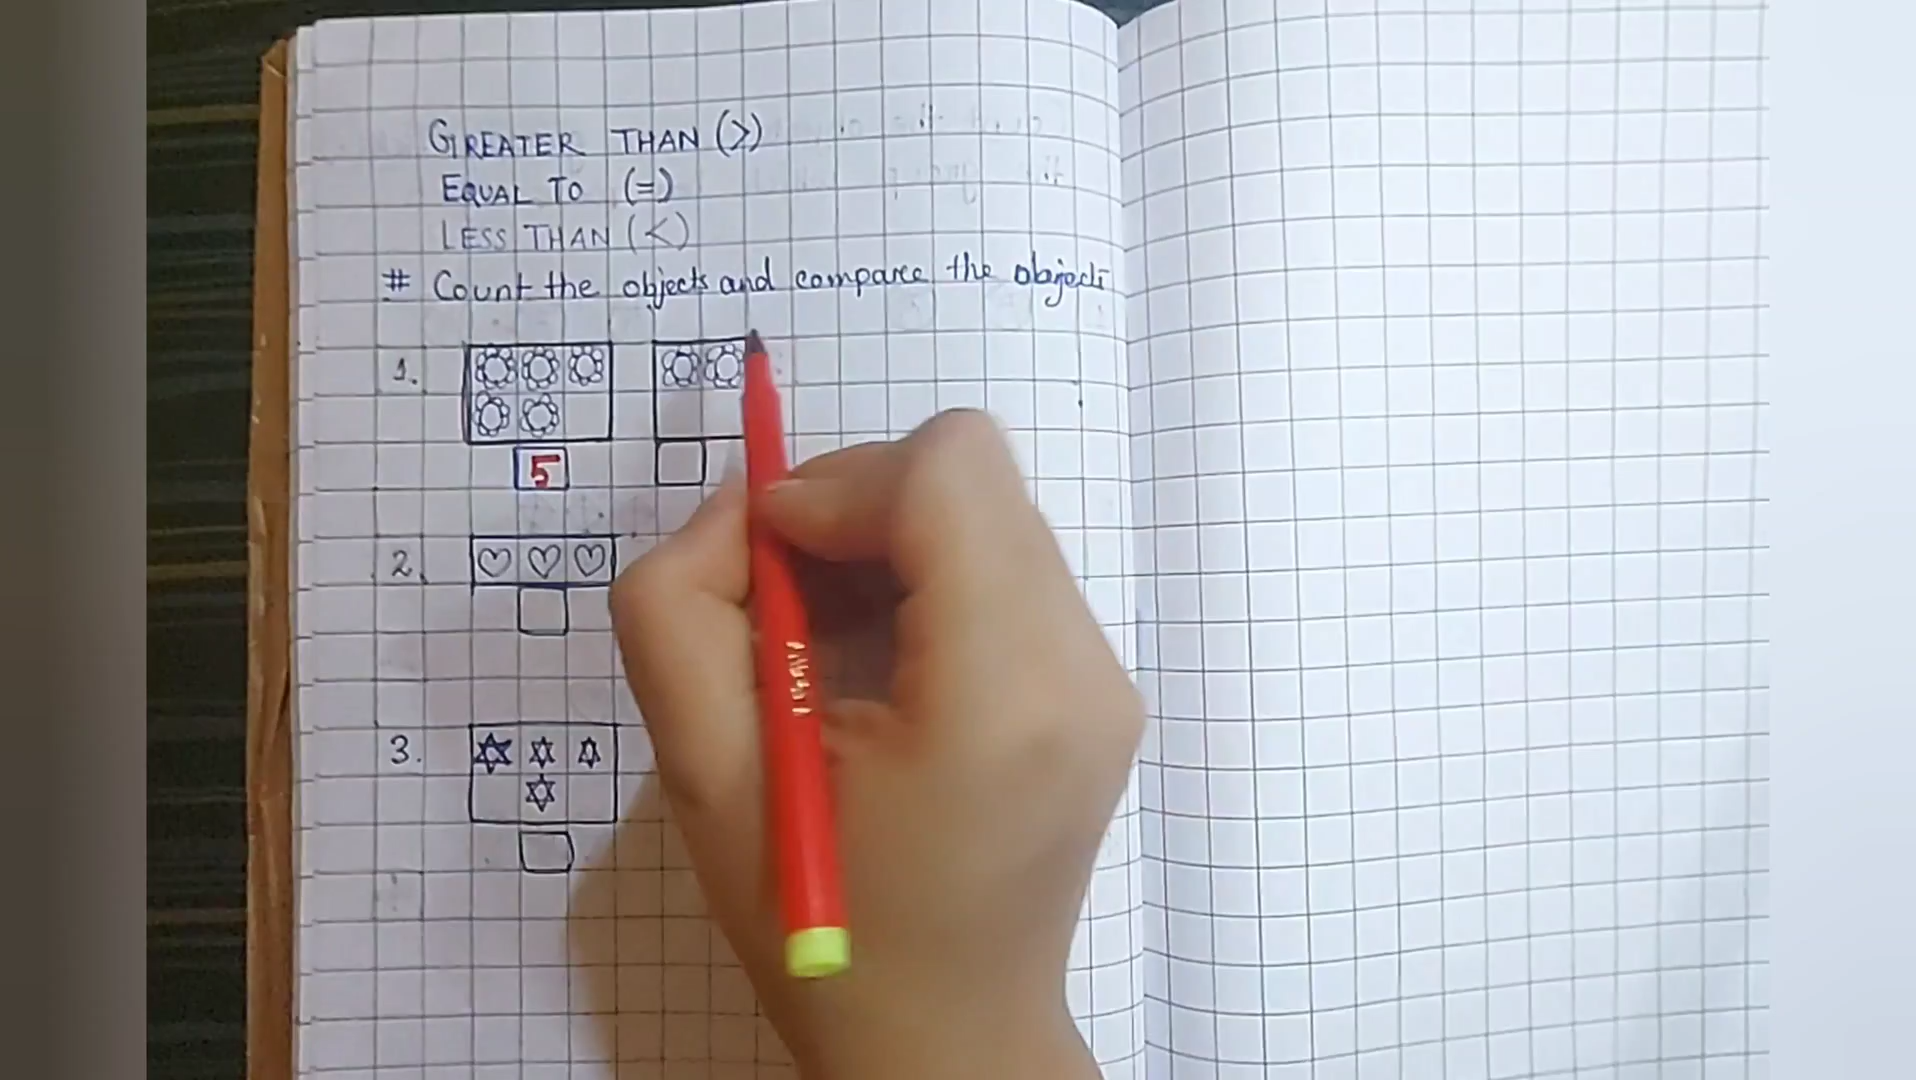 GREATER THAN (>)
EQUAL TO (=)
LESS THAN (<)
# Count the objects and compare the objects
1.
5
2.
3.